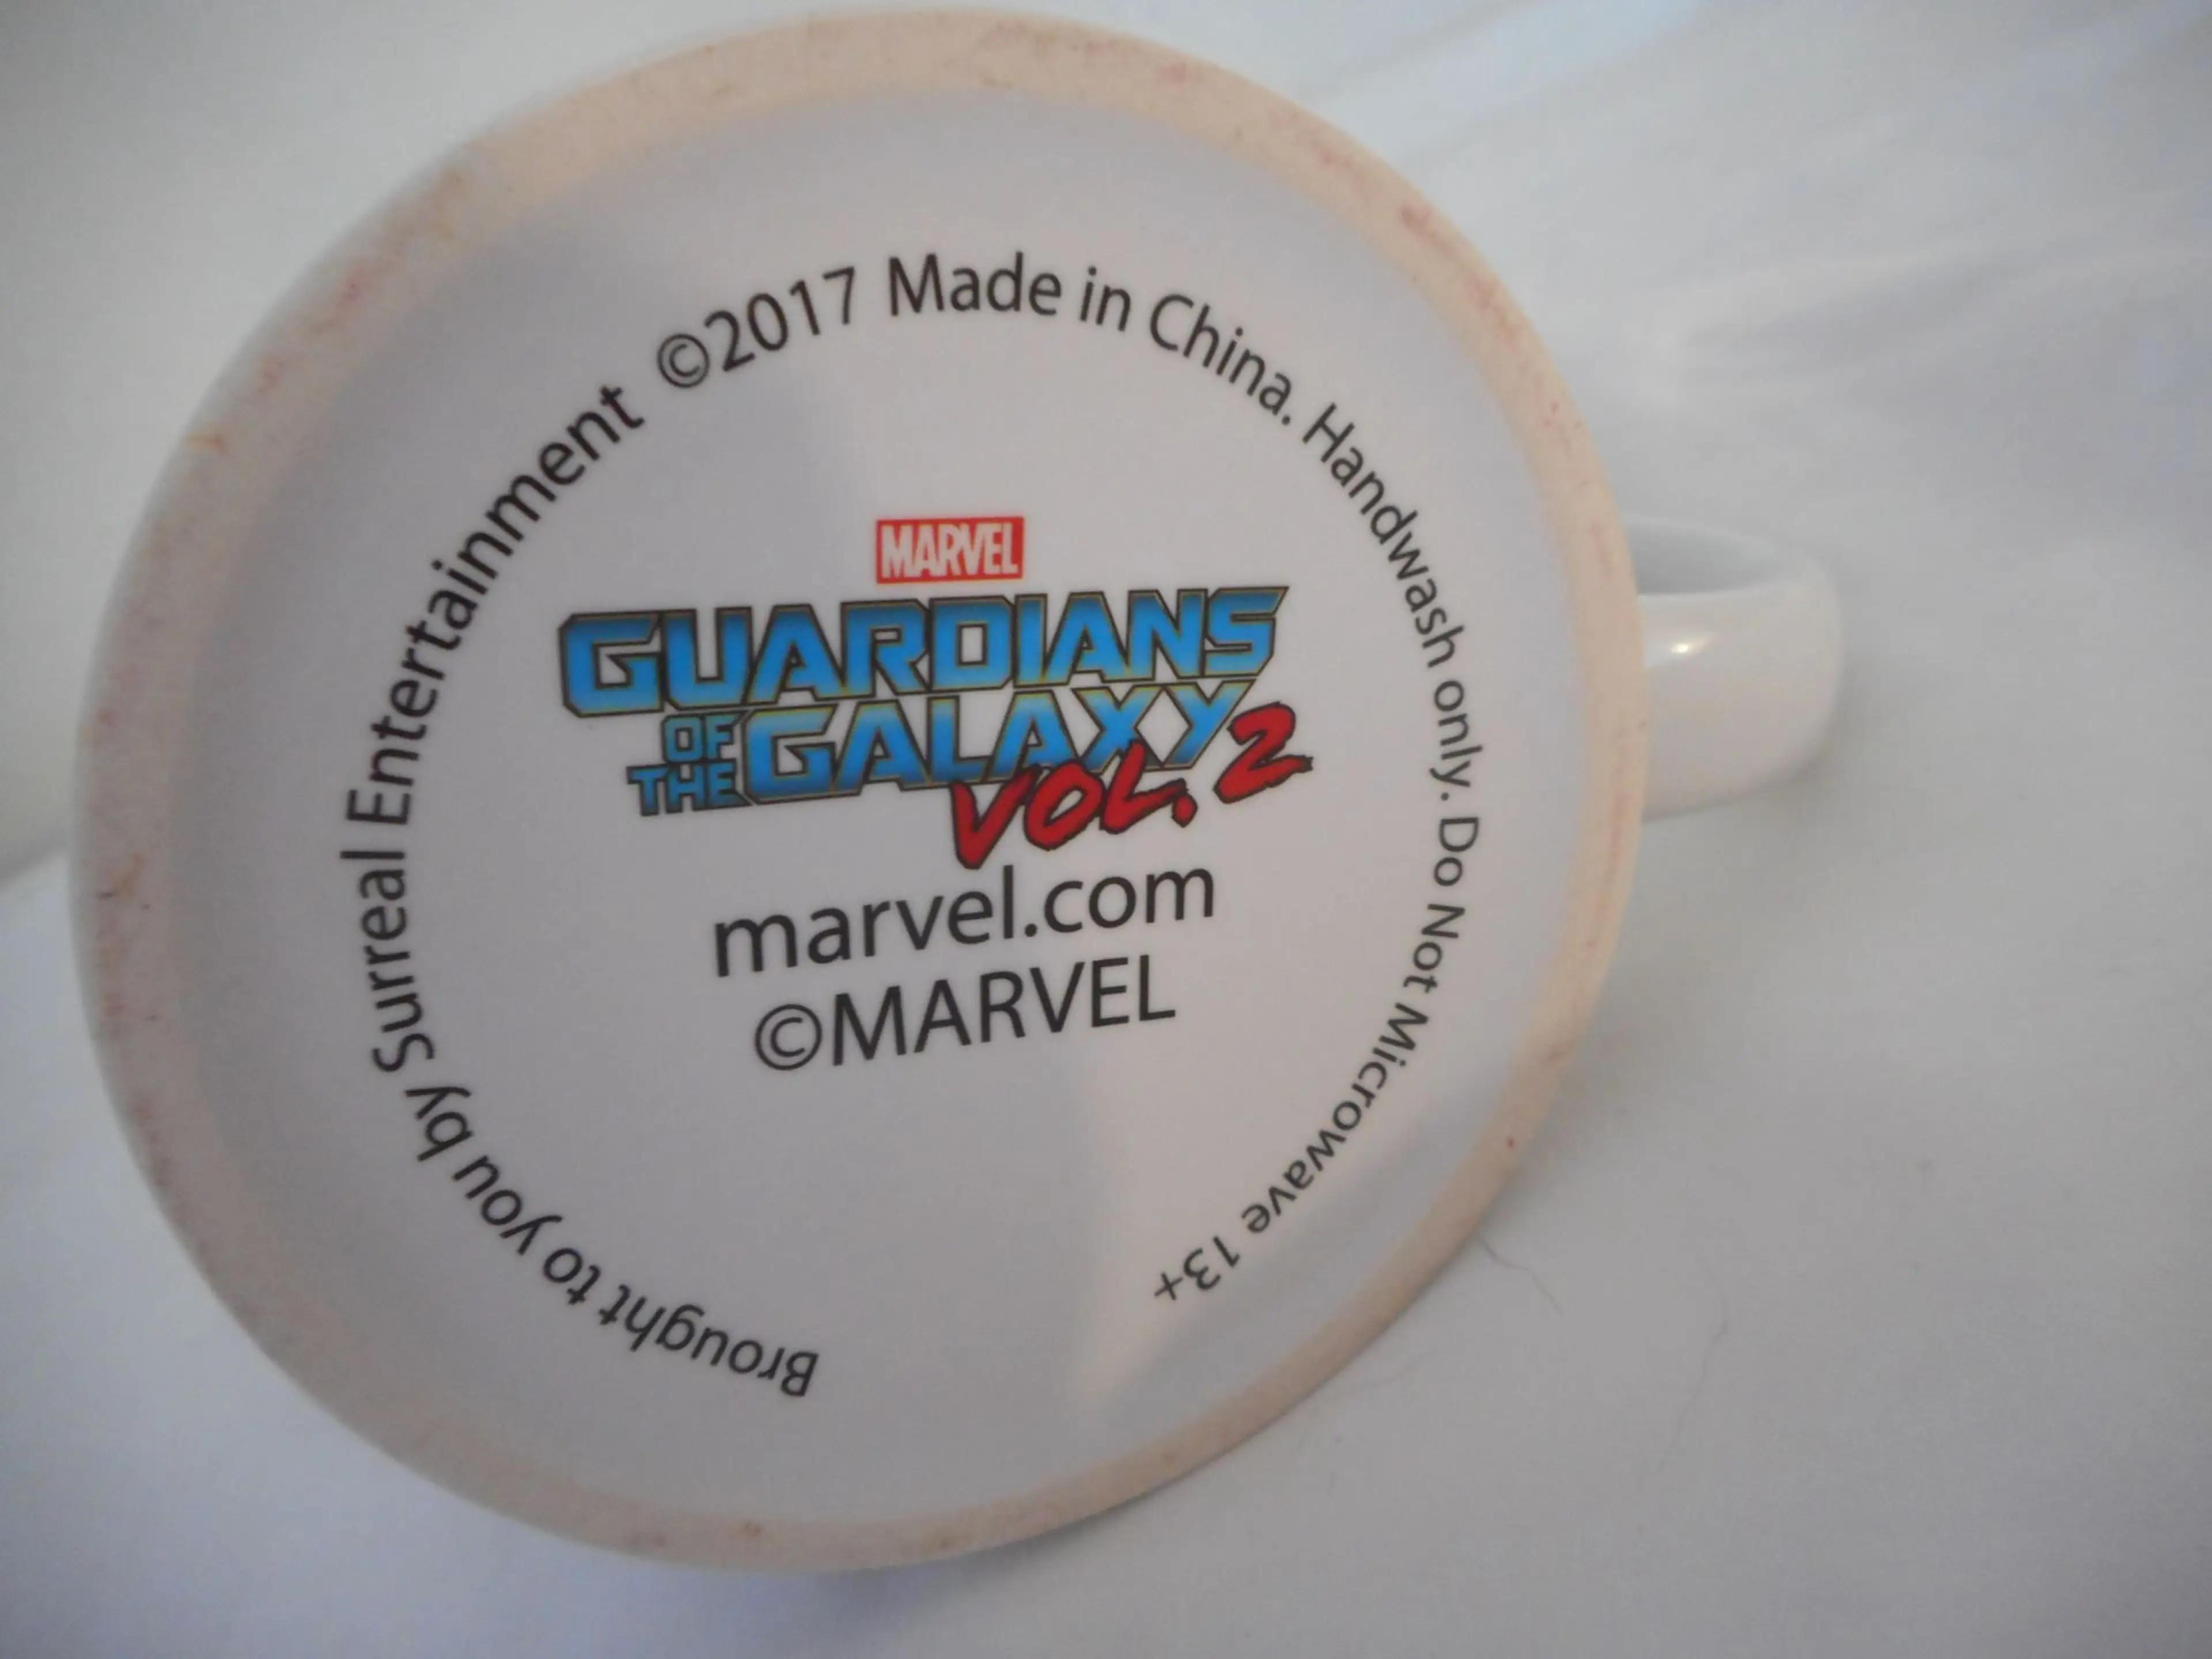 Brought to you by Surreal Entertainment ©2017 Made in China. Handwash only. Do Not Microwave 13+
MARVEL
GUARDIANS
OF THE GALAXY
VOL. 2
marvel.com
©MARVEL